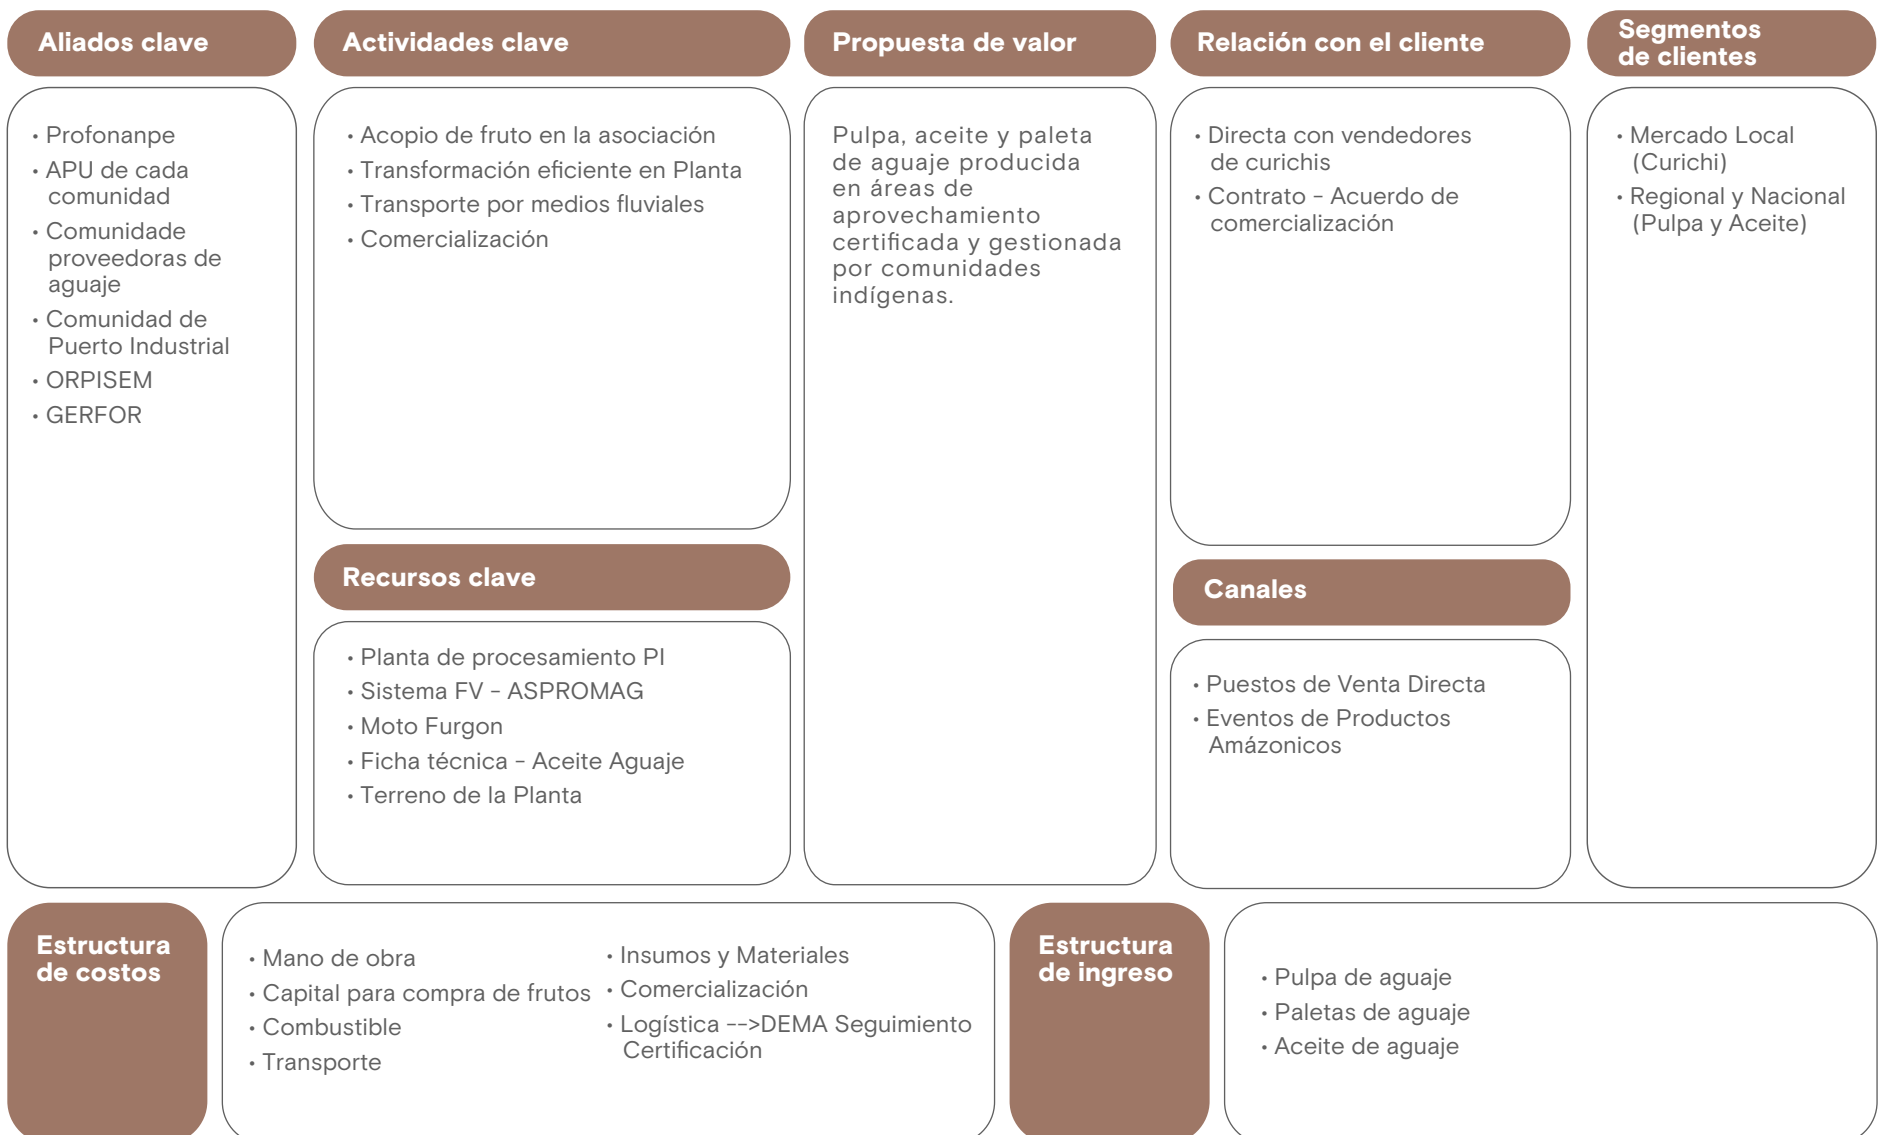 Aliados clave
• Profonanpe
• APU de cada
comunidad
• Comunidade
proveedoras de
aguaje
• Comunidad de
Puerto Industrial
• ORPISEM
• GERFOR
Actividades clave
• Acopio de fruto en la asociación
• Transformación eficiente en Planta
• Transporte por medios fluviales
• Comercialización
Recursos clave
• Planta de procesamiento PI
• Sistema FV - ASPROMAG
• Moto Furgon
• Ficha técnica - Aceite Aguaje
• Terreno de la Planta
Propuesta de valor
Pulpa, aceite y paleta
de aguaje producida
en áreas de
aprovechamiento
certificada y gestionada
por comunidades
indígenas.
Relación con el cliente
• Directa con vendedores
de curichis
• Contrato - Acuerdo de
comercialización
Canales
• Puestos de Venta Directa
• Eventos de Productos
Amázonicos
Segmentos
de clientes
• Mercado Local
(Curichi)
• Regional y Nacional
(Pulpa y Aceite)
Estructura
de costos
• Mano de obra
• Capital para compra de frutos
• Combustible
• Transporte
• Insumos y Materiales
• Comercialización
• Logística -->DEMA Seguimiento
Certificación
Estructura
de ingreso
• Pulpa de aguaje
• Paletas de aguaje
• Aceite de aguaje